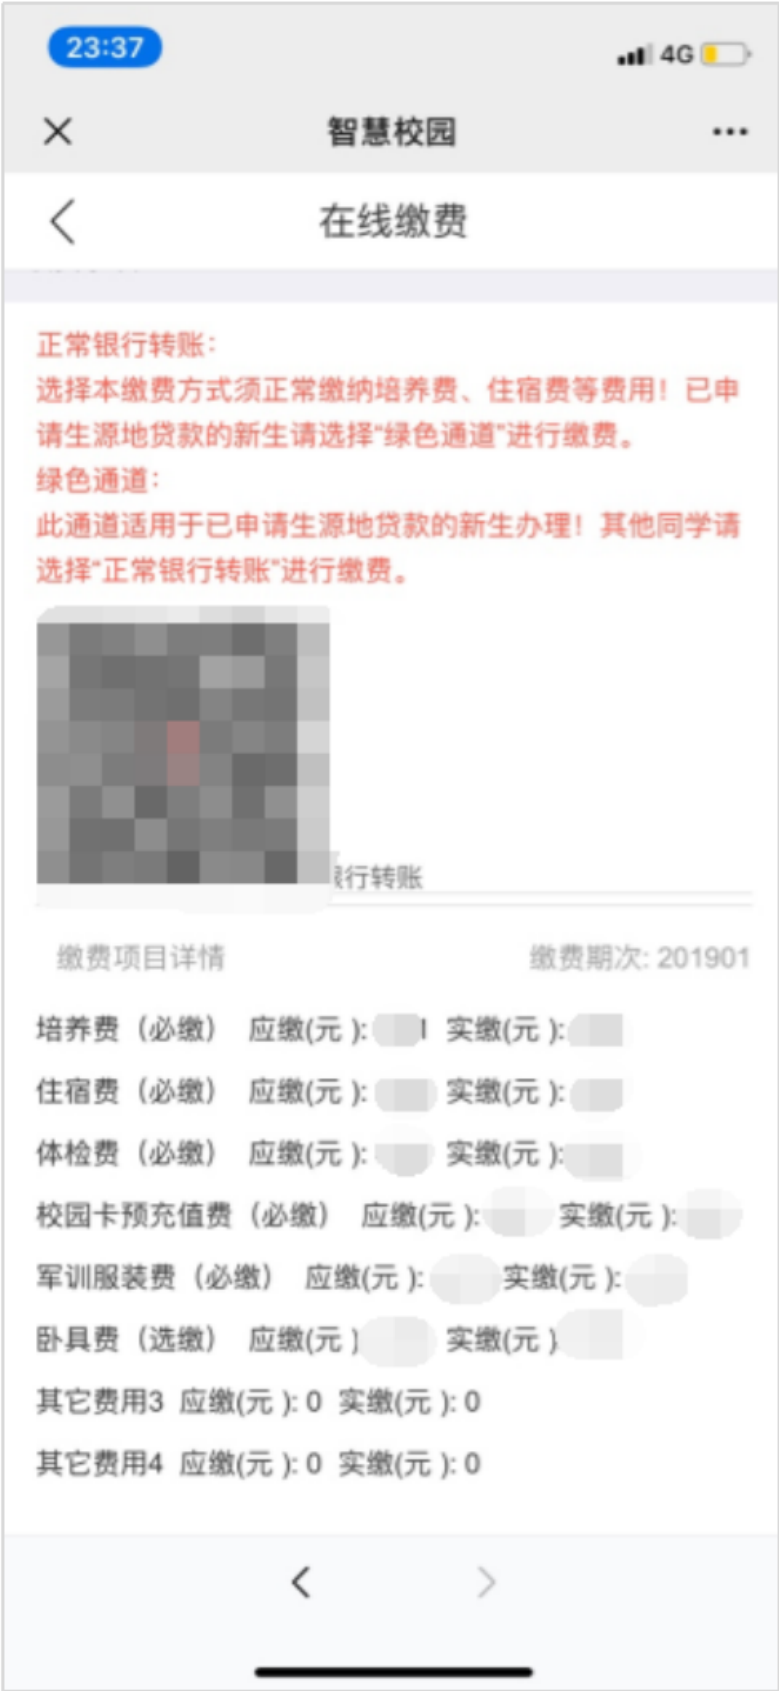 23:37
4G
智慧校园
在线缴费
正常银行转账：
选择本缴费方式须正常缴纳培养费、住宿费等费用！已申
请生源地贷款的新生请选择“绿色通道”进行缴费。
绿色通道：
此通道适用于已申请生源地贷款的新生办理！其他同学请
选择“正常银行转账”进行缴费。
行转账
缴费项目详情 缴费期次: 201901
培养费（必缴） 应缴(元 ): 实缴(元 ):
住宿费（必缴） 应缴(元 ): 实缴(元 ):
体检费（必缴） 应缴(元 ): 实缴(元 ):
校园卡预充值费（必缴） 应缴(元 ): 实缴(元 ):
军训服装费（必缴） 应缴(元 ): 实缴(元 ):
卧具费（选缴） 应缴(元 ) 实缴(元 )
其它费用3 应缴(元 ): 0 实缴(元 ): 0
其它费用4 应缴(元 ): 0 实缴(元 ): 0